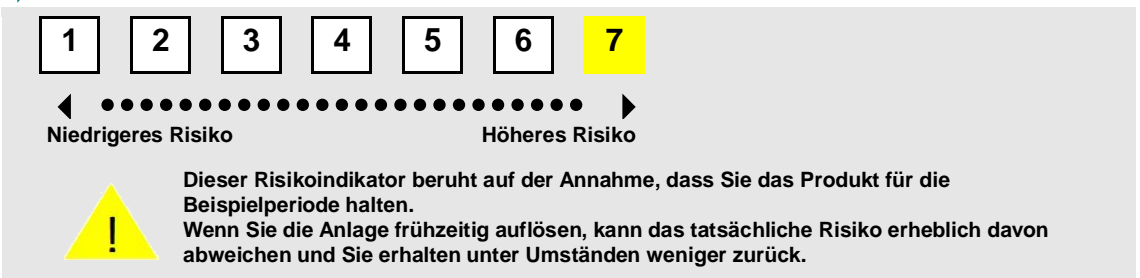 1 2 3 4 5 6 7
Niedrigeres Risiko Höheres Risiko
Dieser Risikoindikator beruht auf der Annahme, dass Sie das Produkt für die
Beispielperiode halten.
Wenn Sie die Anlage frühzeitig auflösen, kann das tatsächliche Risiko erheblich davon
abweichen und Sie erhalten unter Umständen weniger zurück.
!